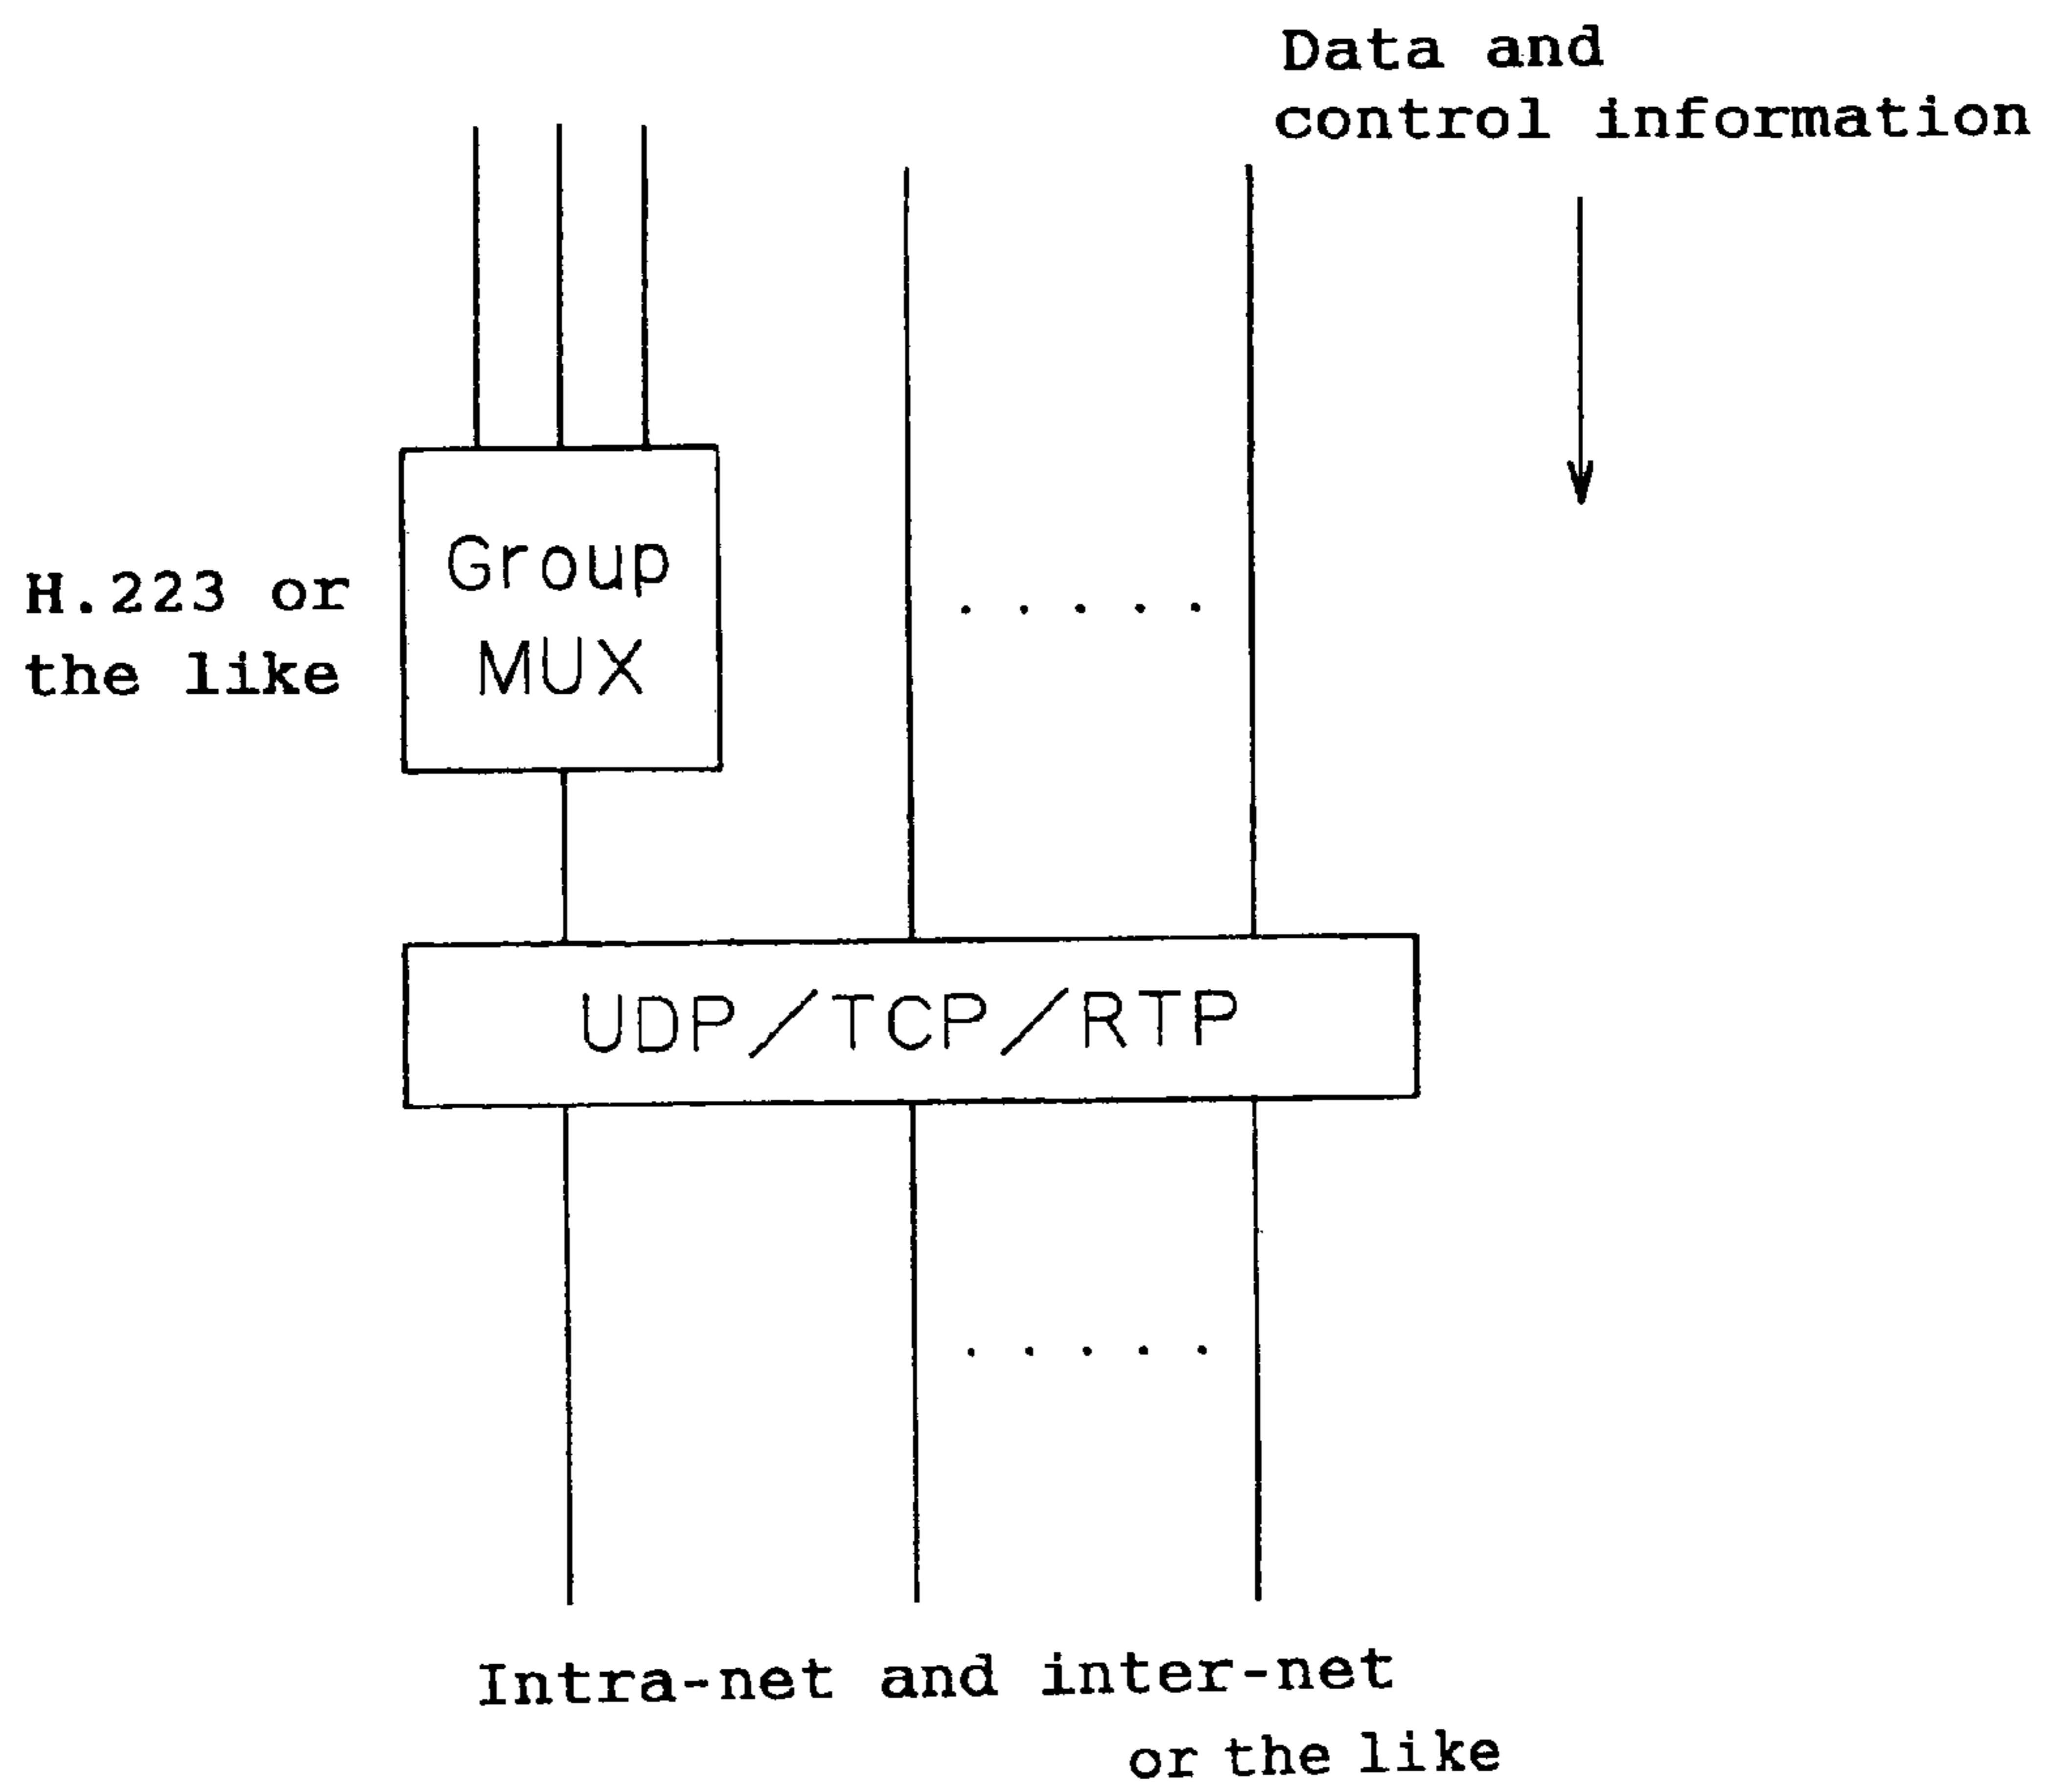 Data and
control information
Group
MUX
H.223 or
the like
UDP/TCP/RTP
Intra-net and inter-net
or the like